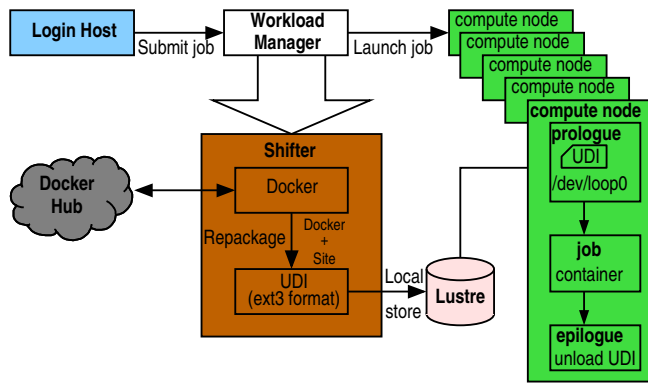 Login Host
Submit job
Workload
Manager
Launch job
compute node
compute node
compute node
compute node
compute node
prologue
UDI
/dev/loop0
job
container
epilogue
unload UDI
Shifter
Docker
Docker
Hub
Repackage
Docker
+
Site
UDI
(ext3 format)
Local
store
Lustre